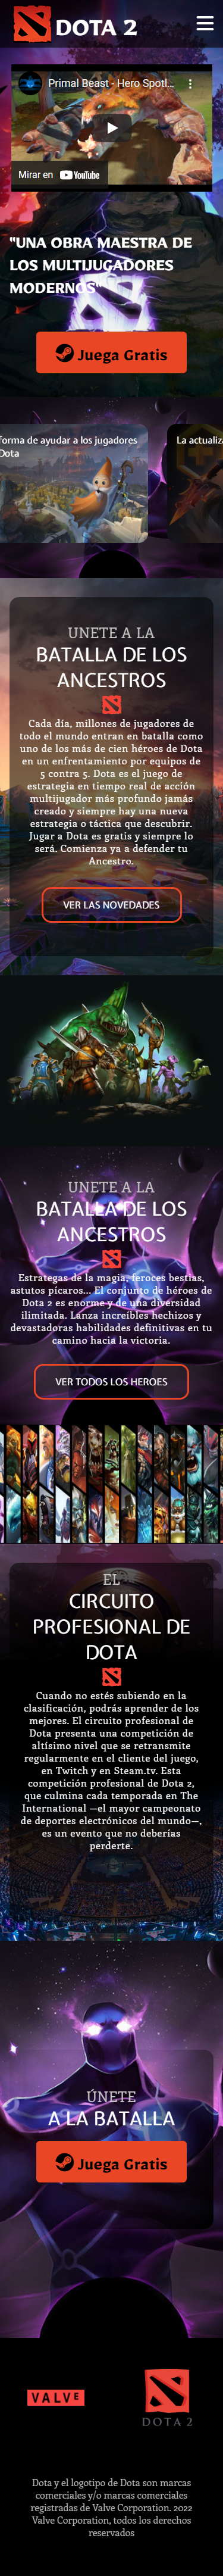 DOTA 2
Primal Beast - Hero Spotl...
Mirar en YouTube
"UNA OBRA MAESTRA DE
LOS MULTIJUGADORES
MODERNOS"
Juega Gratis
forma de ayudar a los jugadores
Dota
La actualiz
UNETE A LA
BATALLA DE LOS
ANCESTROS
Cada día, millones de jugadores de
todo el mundo entran en batalla como
uno de los más de cien héroes de Dota
en un enfrentamiento por equipos de
5 contra 5. Dota es el juego de
estrategia en tiempo real de acción
multijugador más profundo jamás
creado y siempre hay una nueva
estrategia o táctica que descubrir.
Jugar a Dota es gratis y siempre lo
será. Comienza ya a defender tu
Ancestro.
VER LAS NOVEDADES
UNETE A LA
BATALLA DE LOS
ANCESTROS
Estrategas de la magia, feroces bestias,
astutos pícaros... El conjunto de héroes de
Dota 2 es enorme y de una diversidad
ilimitada. Lanza increíbles hechizos y
devastadoras habilidades definitivas en tu
camino hacia la victoria.
VER TODOS LOS HEROES
EL
CIRCUITO
PROFESIONAL DE
DOTA
Cuando no estés subiendo en la
clasificación, podrás aprender de los
mejores. El circuito profesional de
Dota presenta una competición de
altísimo nivel que se retransmite
regularmente en el cliente del juego,
en Twitch y en Steam.tv. Esta
competición profesional de Dota 2,
que culmina cada temporada en The
International —el mayor campeonato
de deportes electrónicos del mundo—,
es un evento que no deberías
perderte.
ÚNETE
A LA BATALLA
Juega Gratis
VALVE
DOTA 2
Dota y el logotipo de Dota son marcas
comerciales y/o marcas comerciales
registradas de Valve Corporation. 2022
Valve Corporation, todos los derechos
reservados